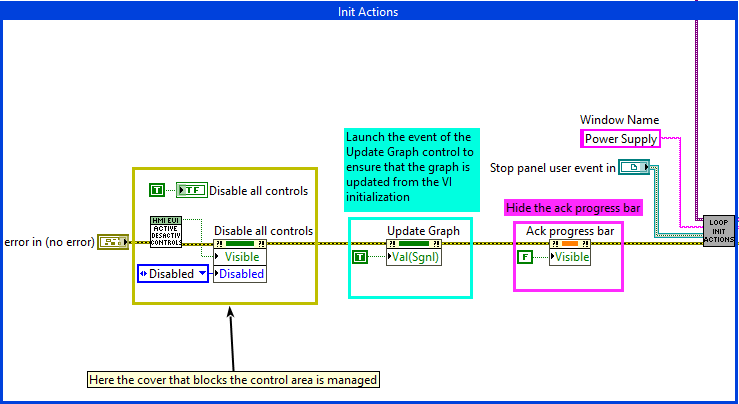 Init Actions
Window Name
Power Supply
Launch the event of the
Update Graph control to
ensure that the graph is
updated from the VI
initialization
Stop panel user event in
T
TF
Disable all controls
Hide the ack progress bar
error in (no error)
HMI EUI
ACTIVE
DESACTIV
CONTROLS
Disable all controls
Visible
Disabled
Disabled
Update Graph
T
Val(Sgnl)
Ack progress bar
F
Visible
LOOP
INIT
ACTIONS
Here the cover that blocks the control area is managed